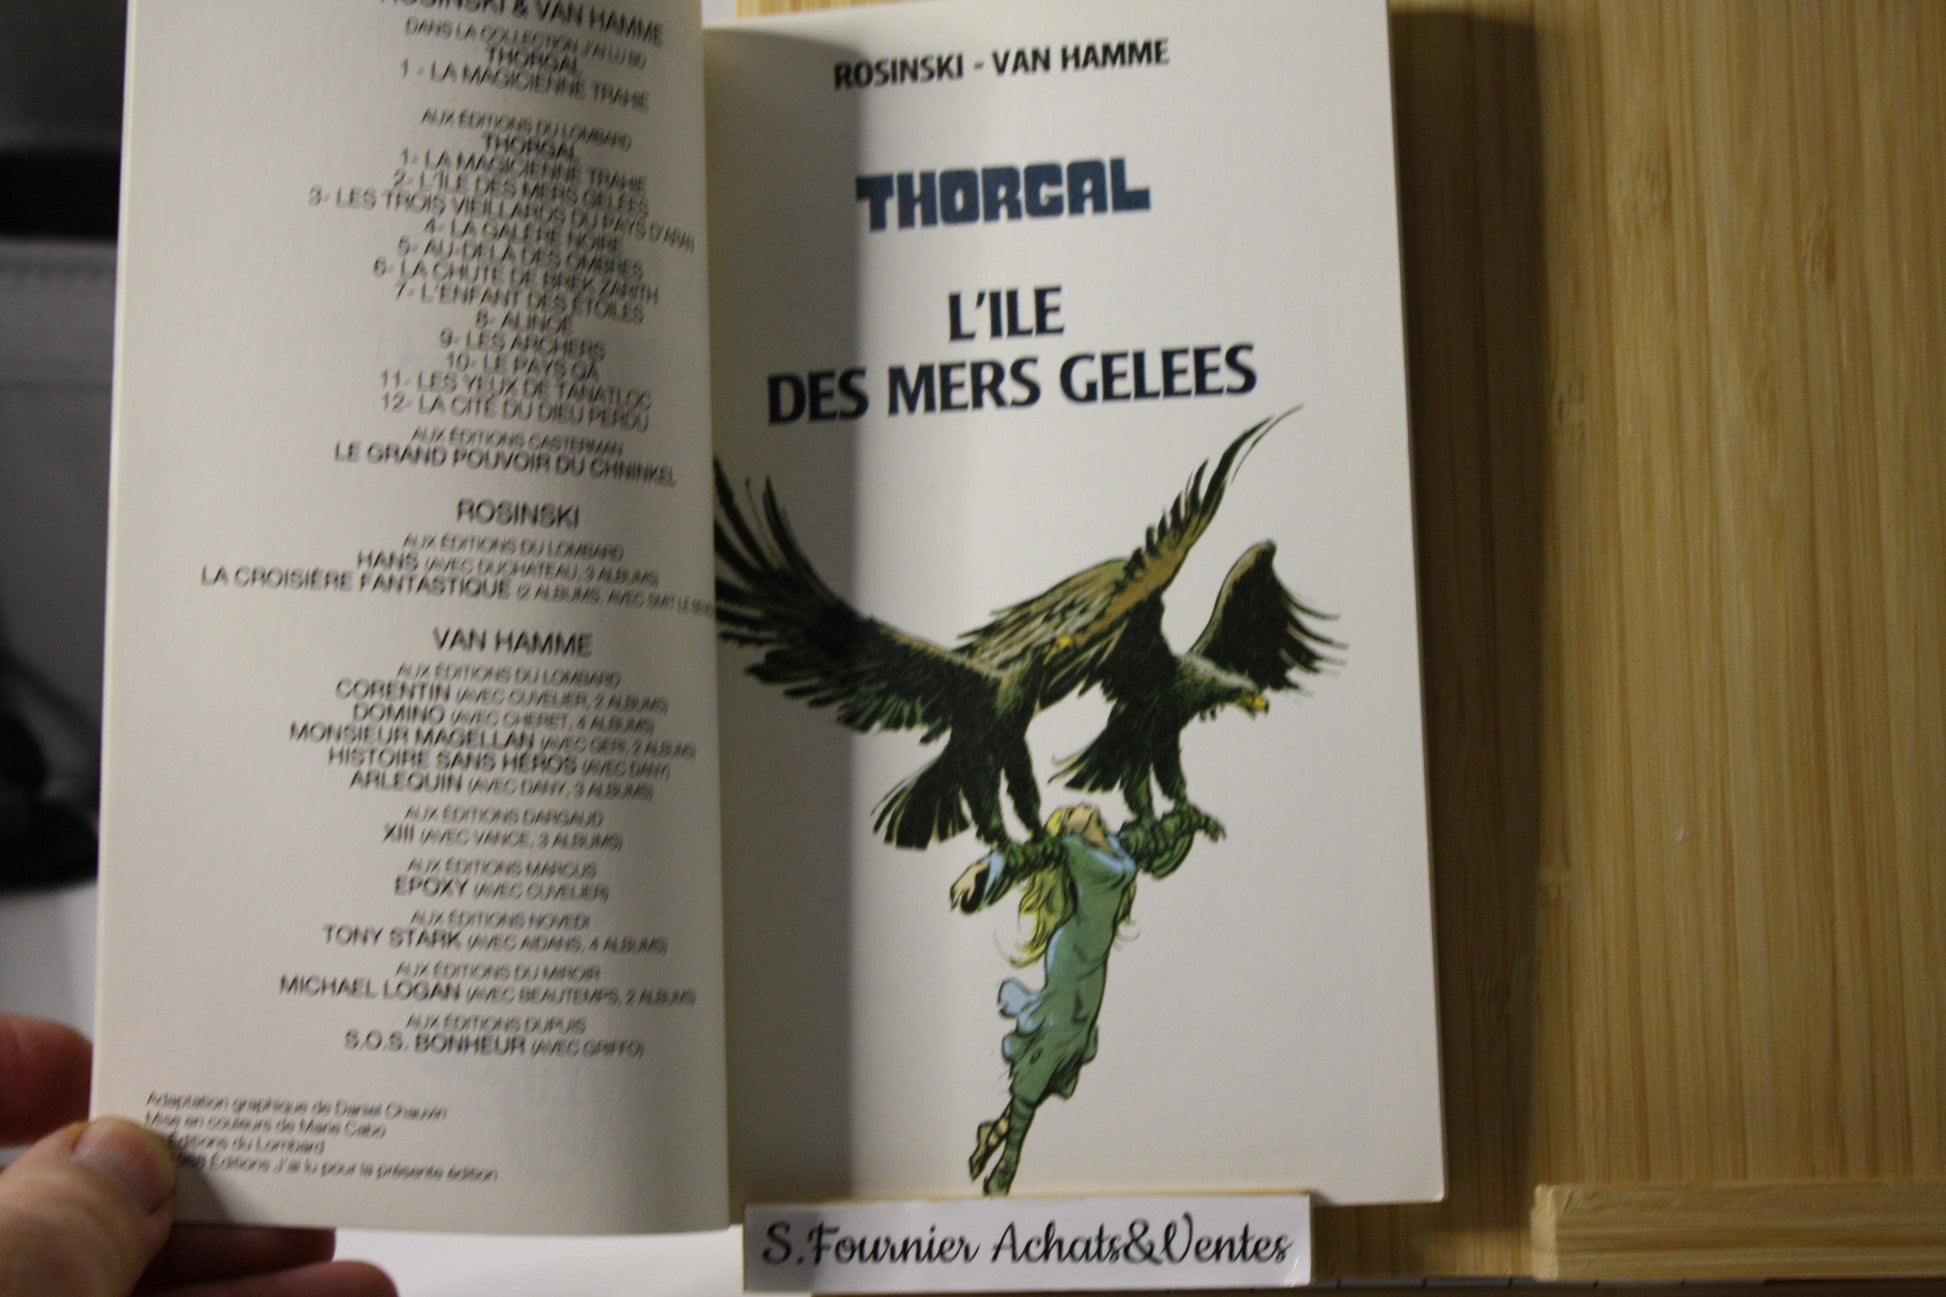 ROSINSKI & VAN HAMME
DANS LA COLLECTION J'AI LU BD
THORGAL
1 - LA MAGICIENNE TRAHIE
AUX ÉDITIONS DU LOMBARD
THORGAL
1- LA MAGICIENNE TRAHIE
2- L'ILE DES MERS GELÉES
3- LES TROIS VIEILLARDS DU PAYS D'ARAN
4- LA GALÈRE NOIRE
5- AU-DELÀ DES OMBRES
6- LA CHUTE DE BREK ZARITH
7- L'ENFANT DES ÉTOILES
8- ALINOË
9- LES ARCHERS
10- LE PAYS QÂ
11- LES YEUX DE TANATLOC
12- LA CITÉ DU DIEU PERDU
AUX ÉDITIONS CASTERMAN
LE GRAND POUVOIR DU CHNINKEL
ROSINSKI
AUX ÉDITIONS DU LOMBARD
HANS (AVEC DUCHATEAU, 3 ALBUMS)
LA CROISIÈRE FANTASTIQUE (2 ALBUMS, AVEC SMIT LE
VAN HAMME
AUX ÉDITIONS DU LOMBARD
CORENTIN (AVEC CUVELIER, 2 ALBUMS)
DOMINO (AVEC CHERET, 4 ALBUMS)
MONSIEUR MAGELLAN (AVEC GERI, 2 ALBUMS
HISTOIRE SANS HÉROS (AVEC DANY)
ARLEQUIN (AVEC DANY, 3 ALBUMS)
AUX ÉDITIONS DARGAUD
XIII (AVEC VANCE, 3 ALBUMS)
AUX ÉDITIONS MARCUS
EPOXY (AVEC CUVELIER)
AUX ÉDITIONS NOVEDI
TONY STARK (AVEC AIDANS, 4 ALBUMS)
AUX ÉDITIONS DU MIROIR
MICHAEL LOGAN (AVEC BEAUTEMPS, 2 ALBUMS
AUX ÉDITIONS DUPUIS
S.O.S. BONHEUR (AVEC GRIFFO)
Adaptation graphique de Daniel Chauvin
Mise en couleurs de Marie Cabo
Éditions du Lombard
Éditions J'ai lu pour la présente édition
ROSINSKI - VAN HAMME
THORGAL
L'ILE
DES MERS GELEES
S.Fournier Achats&Ventes